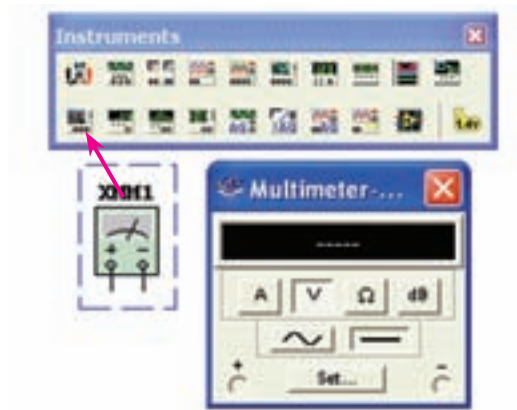 Instruments
XMM1
Multimeter-...
-----
A V Ω dB
+ -
Set...